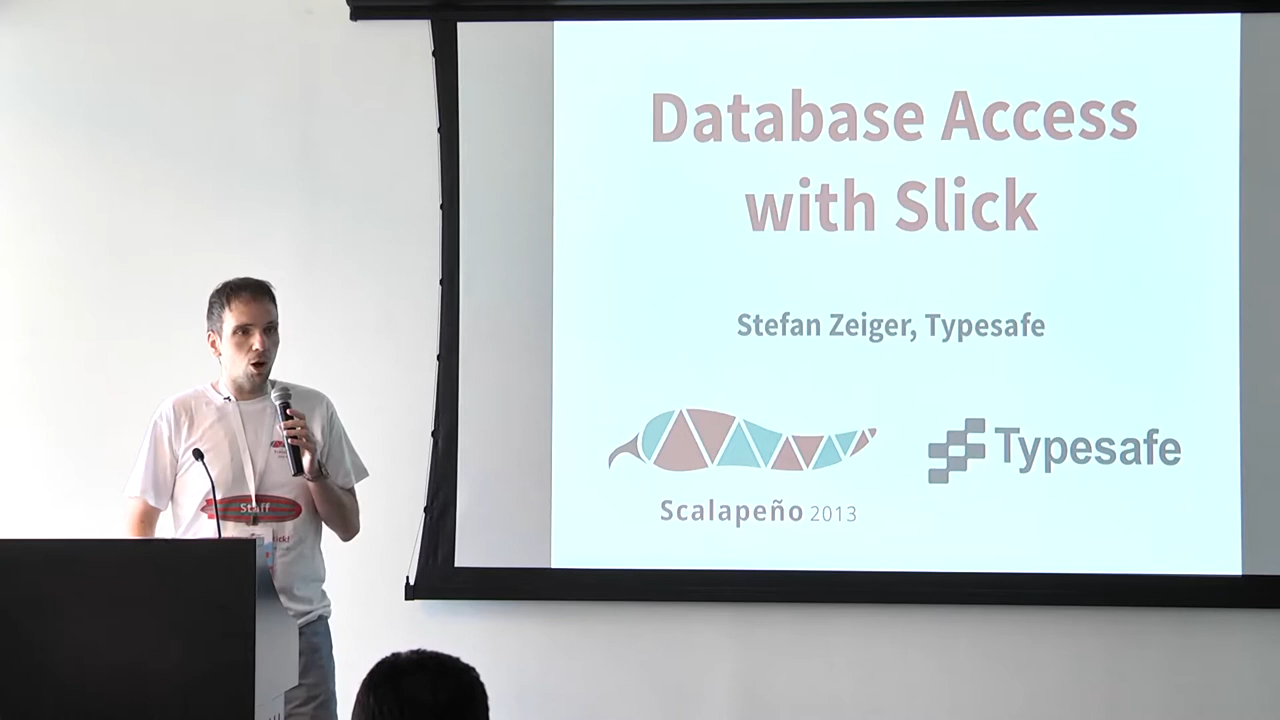 Database Access
with Slick
Stefan Zeiger, Typesafe
Typesafe
Scalapeño 2013
Staff